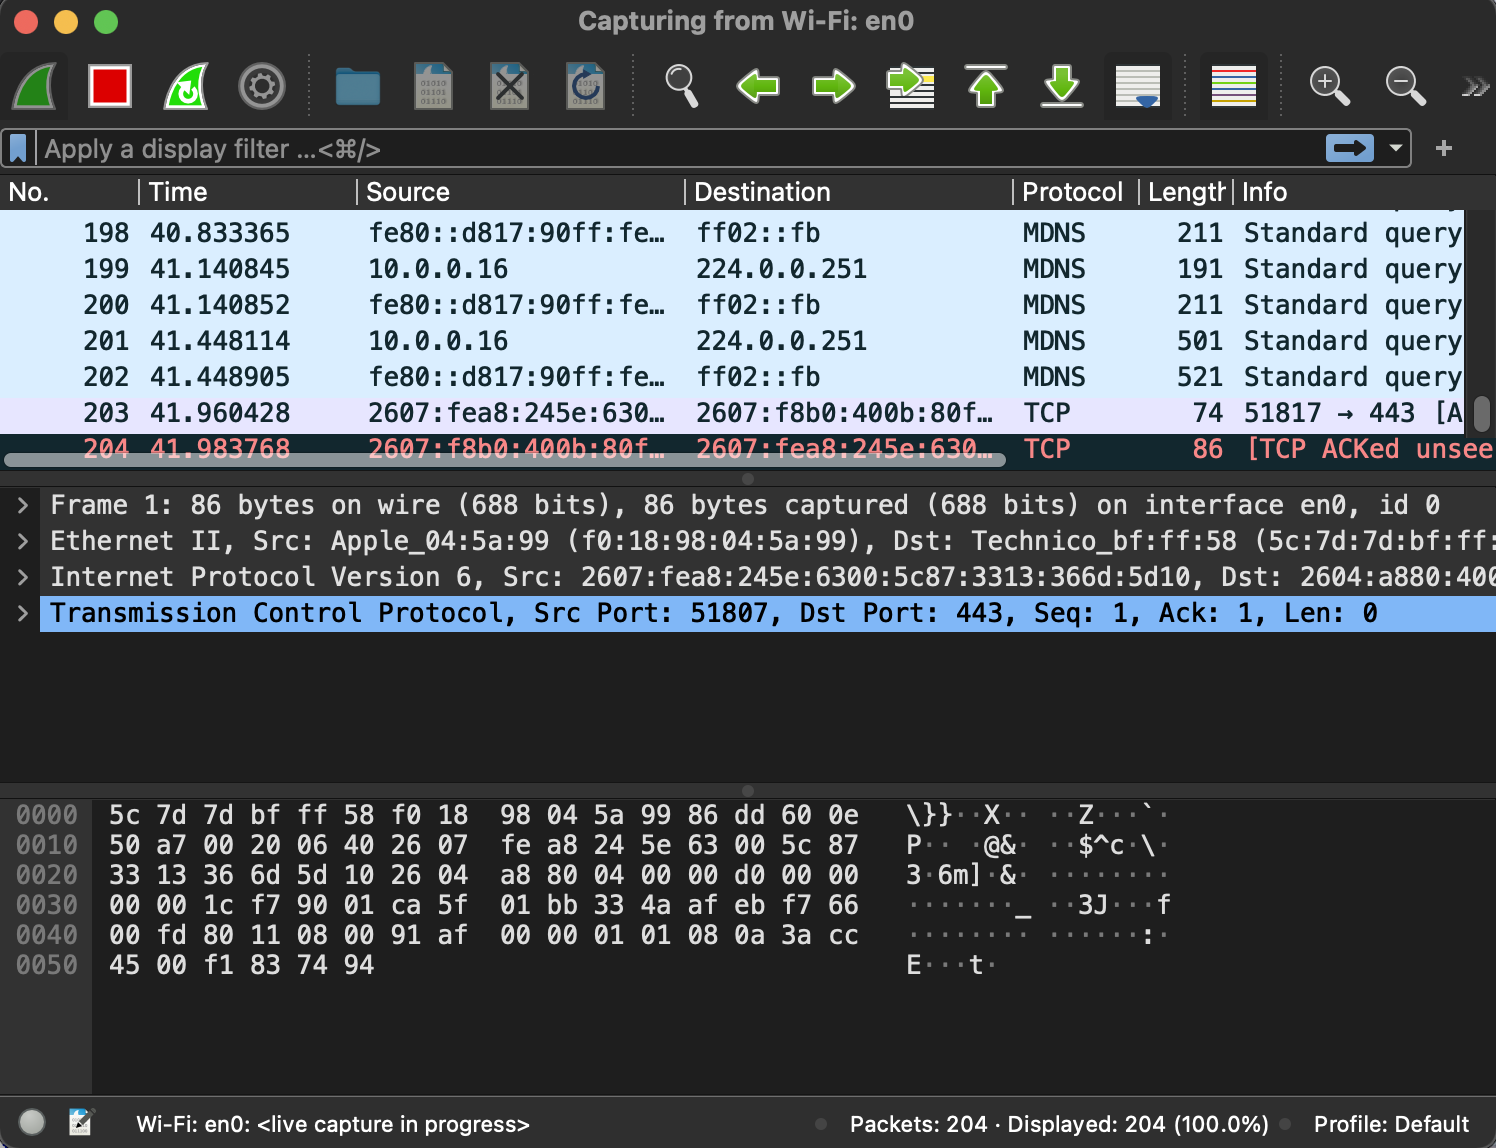 Capturing from Wi-Fi: en0
Apply a display filter ...<⌘/>
No. Time Source Destination Protocol Length Info
198 40.833365 fe80::d817:90ff:fe… ff02::fb MDNS 211 Standard query
199 41.140845 10.0.0.16 224.0.0.251 MDNS 191 Standard query
200 41.140852 fe80::d817:90ff:fe… ff02::fb MDNS 211 Standard query
201 41.448114 10.0.0.16 224.0.0.251 MDNS 501 Standard query
202 41.448905 fe80::d817:90ff:fe… ff02::fb MDNS 521 Standard query
203 41.960428 2607:fea8:245e:630… 2607:f8b0:400b:80f… TCP 74 51817 → 443 [A
204 41.983768 2607:f8b0:400b:80f… 2607:fea8:245e:630… TCP 86 [TCP ACKed unsee
Frame 1: 86 bytes on wire (688 bits), 86 bytes captured (688 bits) on interface en0, id 0
Ethernet II, Src: Apple_04:5a:99 (f0:18:98:04:5a:99), Dst: Technico_bf:ff:58 (5c:7d:7d:bf:ff:
Internet Protocol Version 6, Src: 2607:fea8:245e:6300:5c87:3313:366d:5d10, Dst: 2604:a880:400
Transmission Control Protocol, Src Port: 51807, Dst Port: 443, Seq: 1, Ack: 1, Len: 0
0000 5c 7d 7d bf ff 58 f0 18 98 04 5a 99 86 dd 60 0e \}}··X·· ··Z···`·
0010 50 a7 00 20 06 40 26 07 fe a8 24 5e 63 00 5c 87 P·· ·@&· ··$^c·\·
0020 33 13 36 6d 5d 10 26 04 a8 80 04 00 00 d0 00 00 3·6m]·&· ········
0030 00 00 1c f7 90 01 ca 5f 01 bb 33 4a af eb f7 66 ·······_ ··3J···f
0040 00 fd 80 11 08 00 91 af 00 00 01 01 08 0a 3a cc ········ ······:·
0050 45 00 f1 83 74 94 E···t·
Wi-Fi: en0: <live capture in progress> Packets: 204 · Displayed: 204 (100.0%) Profile: Default